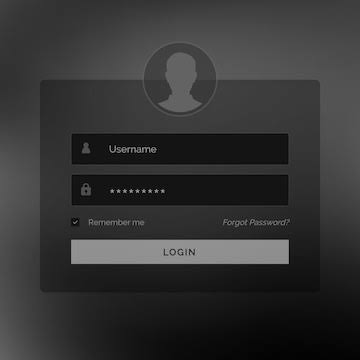 Username
*********
Remember me
Forgot Password?
LOGIN